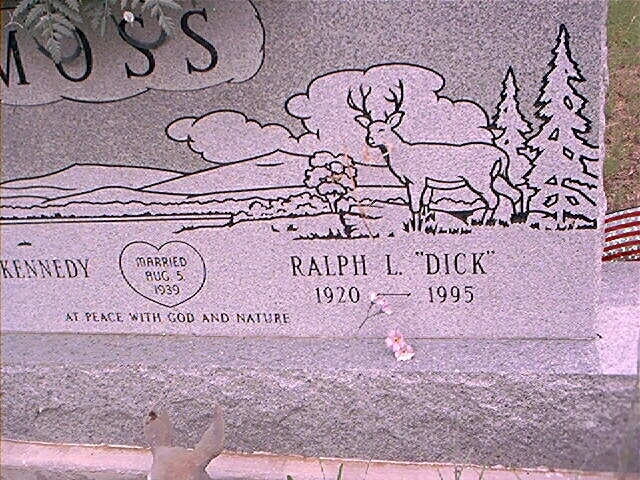 MOSS
KENNEDY
MARRIED
AUG 5
1939
RALPH L. "DICK"
1920 — 1995
AT PEACE WITH GOD AND NATURE